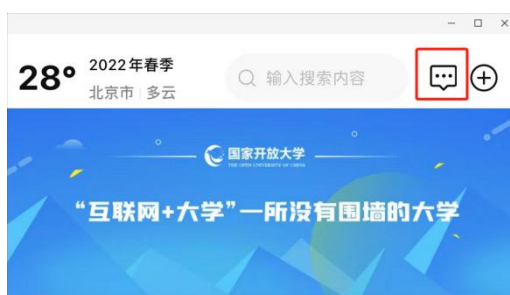 28°
2022年春季
北京市 多云
输入搜索内容
国家开放大学
THE OPEN UNIVERSITY OF CHINA
“互联网+大学”一所没有围墙的大学